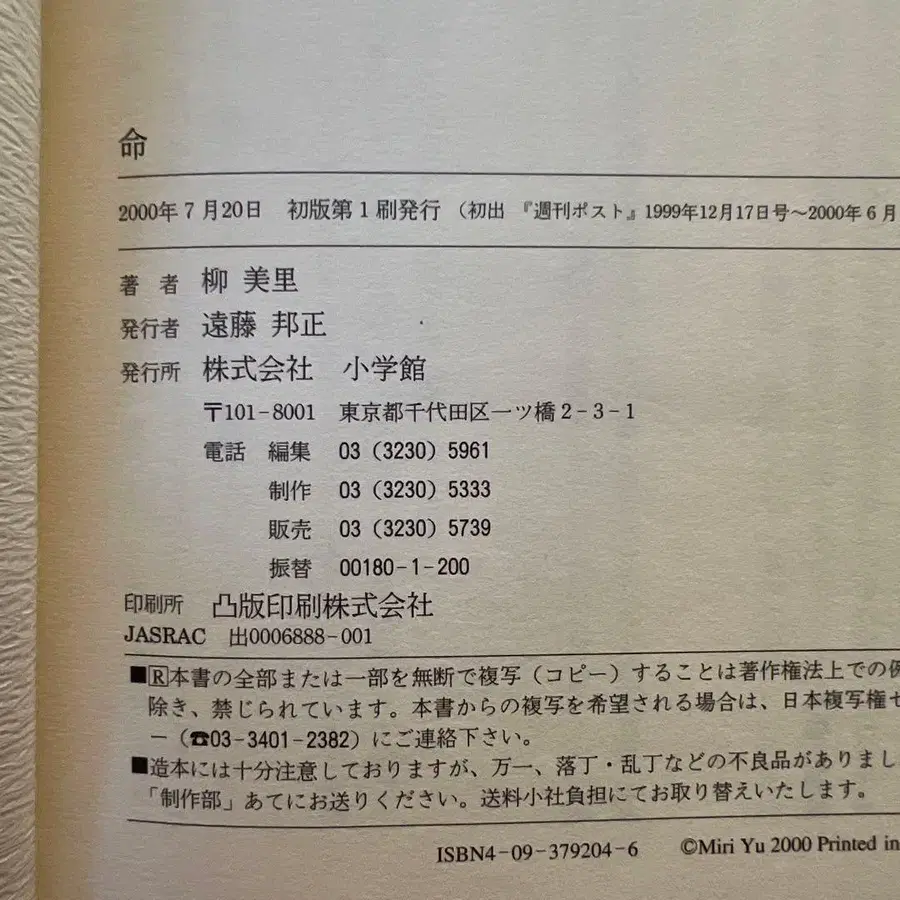 命
2000年7月20日 初版第1刷発行 (初出 『週刊ポスト』1999年12月17日号～2000年6月
著 者 柳 美里
発行者 遠藤 邦正
発行所 株式会社 小学館
〒101-8001 東京都千代田区一ツ橋2-3-1
電話 編集 03 (3230) 5961
制作 03 (3230) 5333
販売 03 (3230) 5739
振替 00180-1-200
印刷所 凸版印刷株式会社
JASRAC 出0006888-001
■Ⓡ本書の全部または一部を無断で複写（コピー）することは著作権法上での例
除き、禁じられています。本書からの複写を希望される場合は、日本複写権セ
ー（☎03-3401-2382）にご連絡下さい。
■造本には十分注意しておりますが、万一、落丁・乱丁などの不良品がありまし
「制作部」あてにお送りください。送料小社負担にてお取り替えいたします。
ISBN4-09-379204-6 ©Miri Yu 2000 Printed in